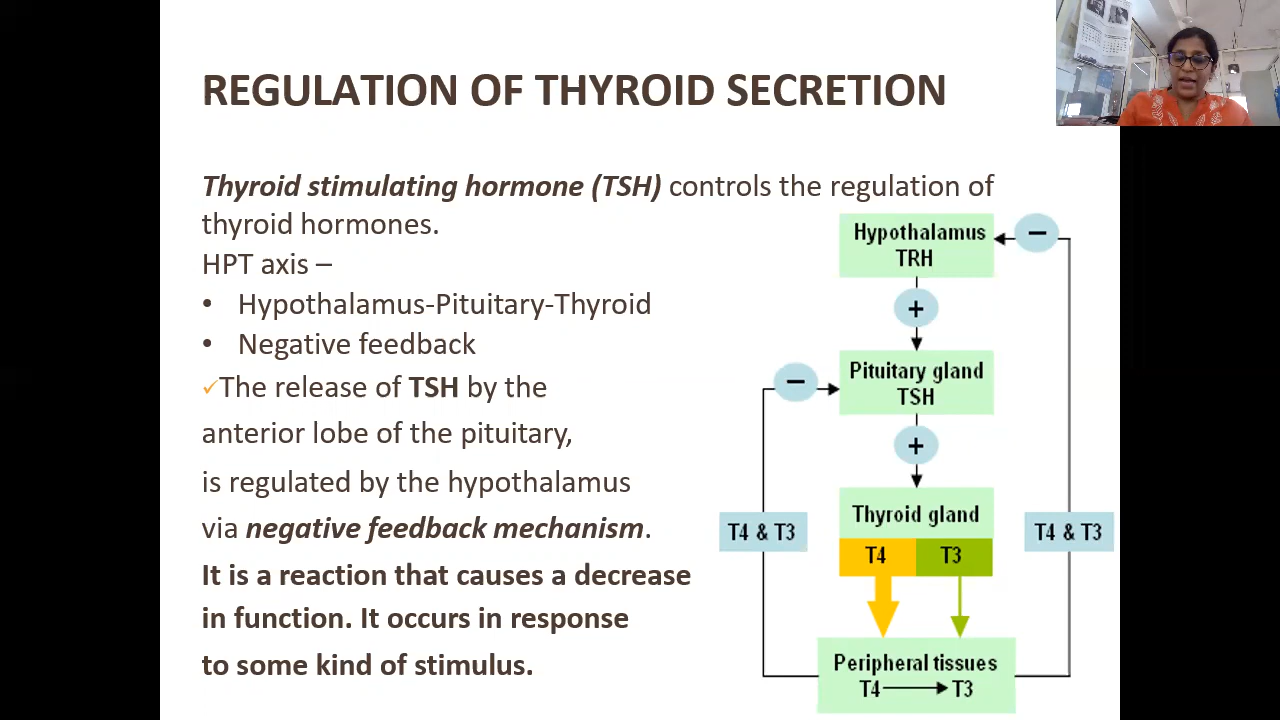 REGULATION OF THYROID SECRETION
Thyroid stimulating hormone (TSH) controls the regulation of
thyroid hormones.
HPT axis –
• Hypothalamus-Pituitary-Thyroid
• Negative feedback
✓The release of TSH by the
anterior lobe of the pituitary,
is regulated by the hypothalamus
via negative feedback mechanism.
It is a reaction that causes a decrease
in function. It occurs in response
to some kind of stimulus.
Hypothalamus
TRH
−
+
Pituitary gland
TSH
−
+
Thyroid gland
T4 T3
T4 & T3
T4 & T3
Peripheral tissues
T4 → T3